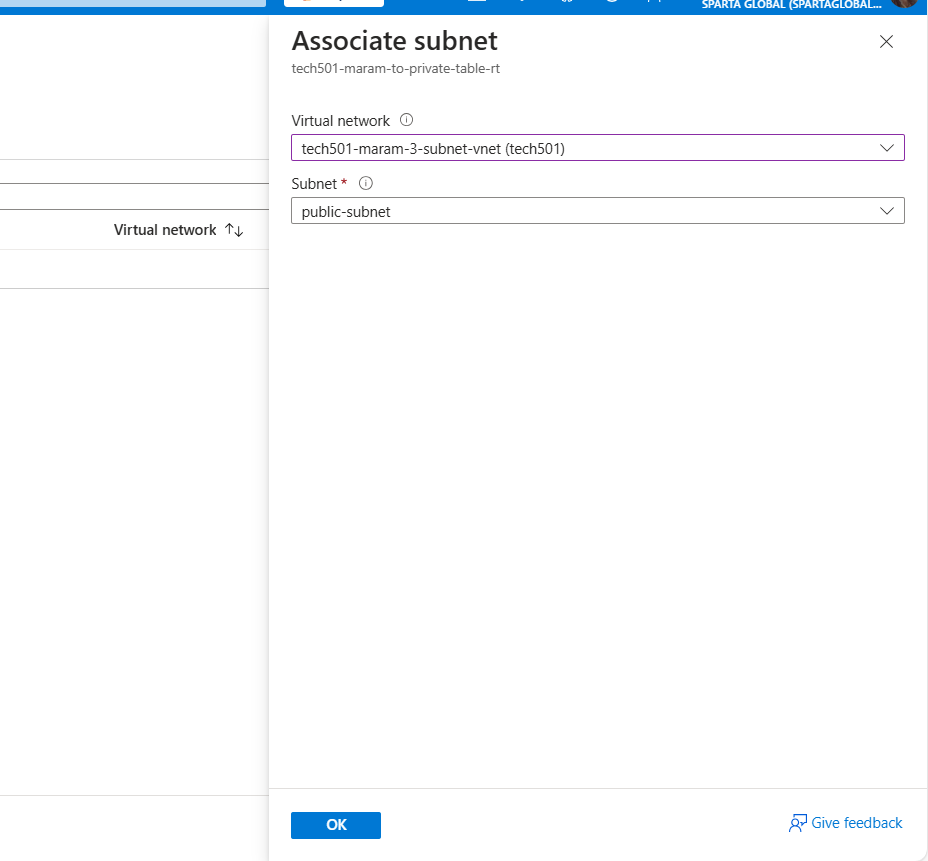 SPARTA GLOBAL (SPARTAGLOBAL...
Associate subnet
tech501-maram-to-private-table-rt
Virtual network
tech501-maram-3-subnet-vnet (tech501)
Subnet *
public-subnet
Virtual network
OK
Give feedback